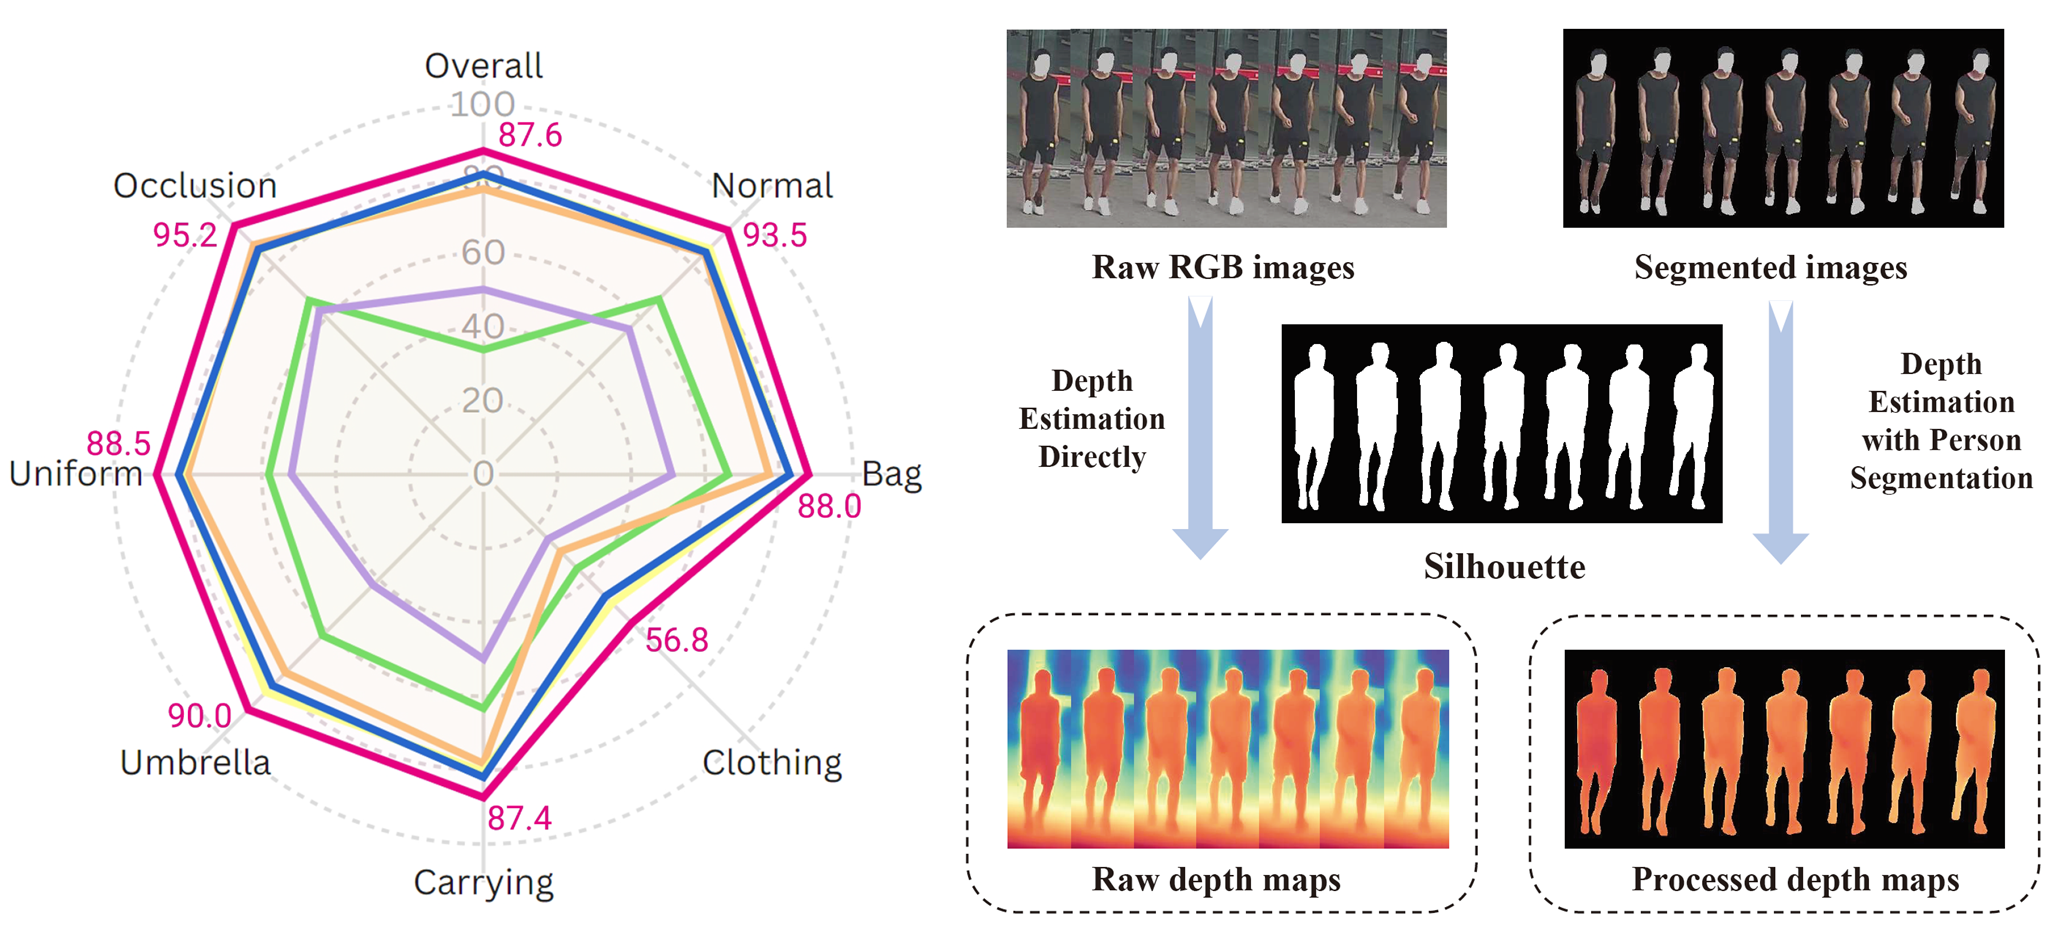 Overall
100
87.6
80
60
40
20
0
Occlusion
95.2
Normal
93.5
88.5
Uniform
Bag
88.0
56.8
90.0
Umbrella
Clothing
87.4
Carrying
Raw RGB images
Segmented images
Depth
Estimation
Directly
Depth
Estimation
with Person
Segmentation
Silhouette
Raw depth maps
Processed depth maps